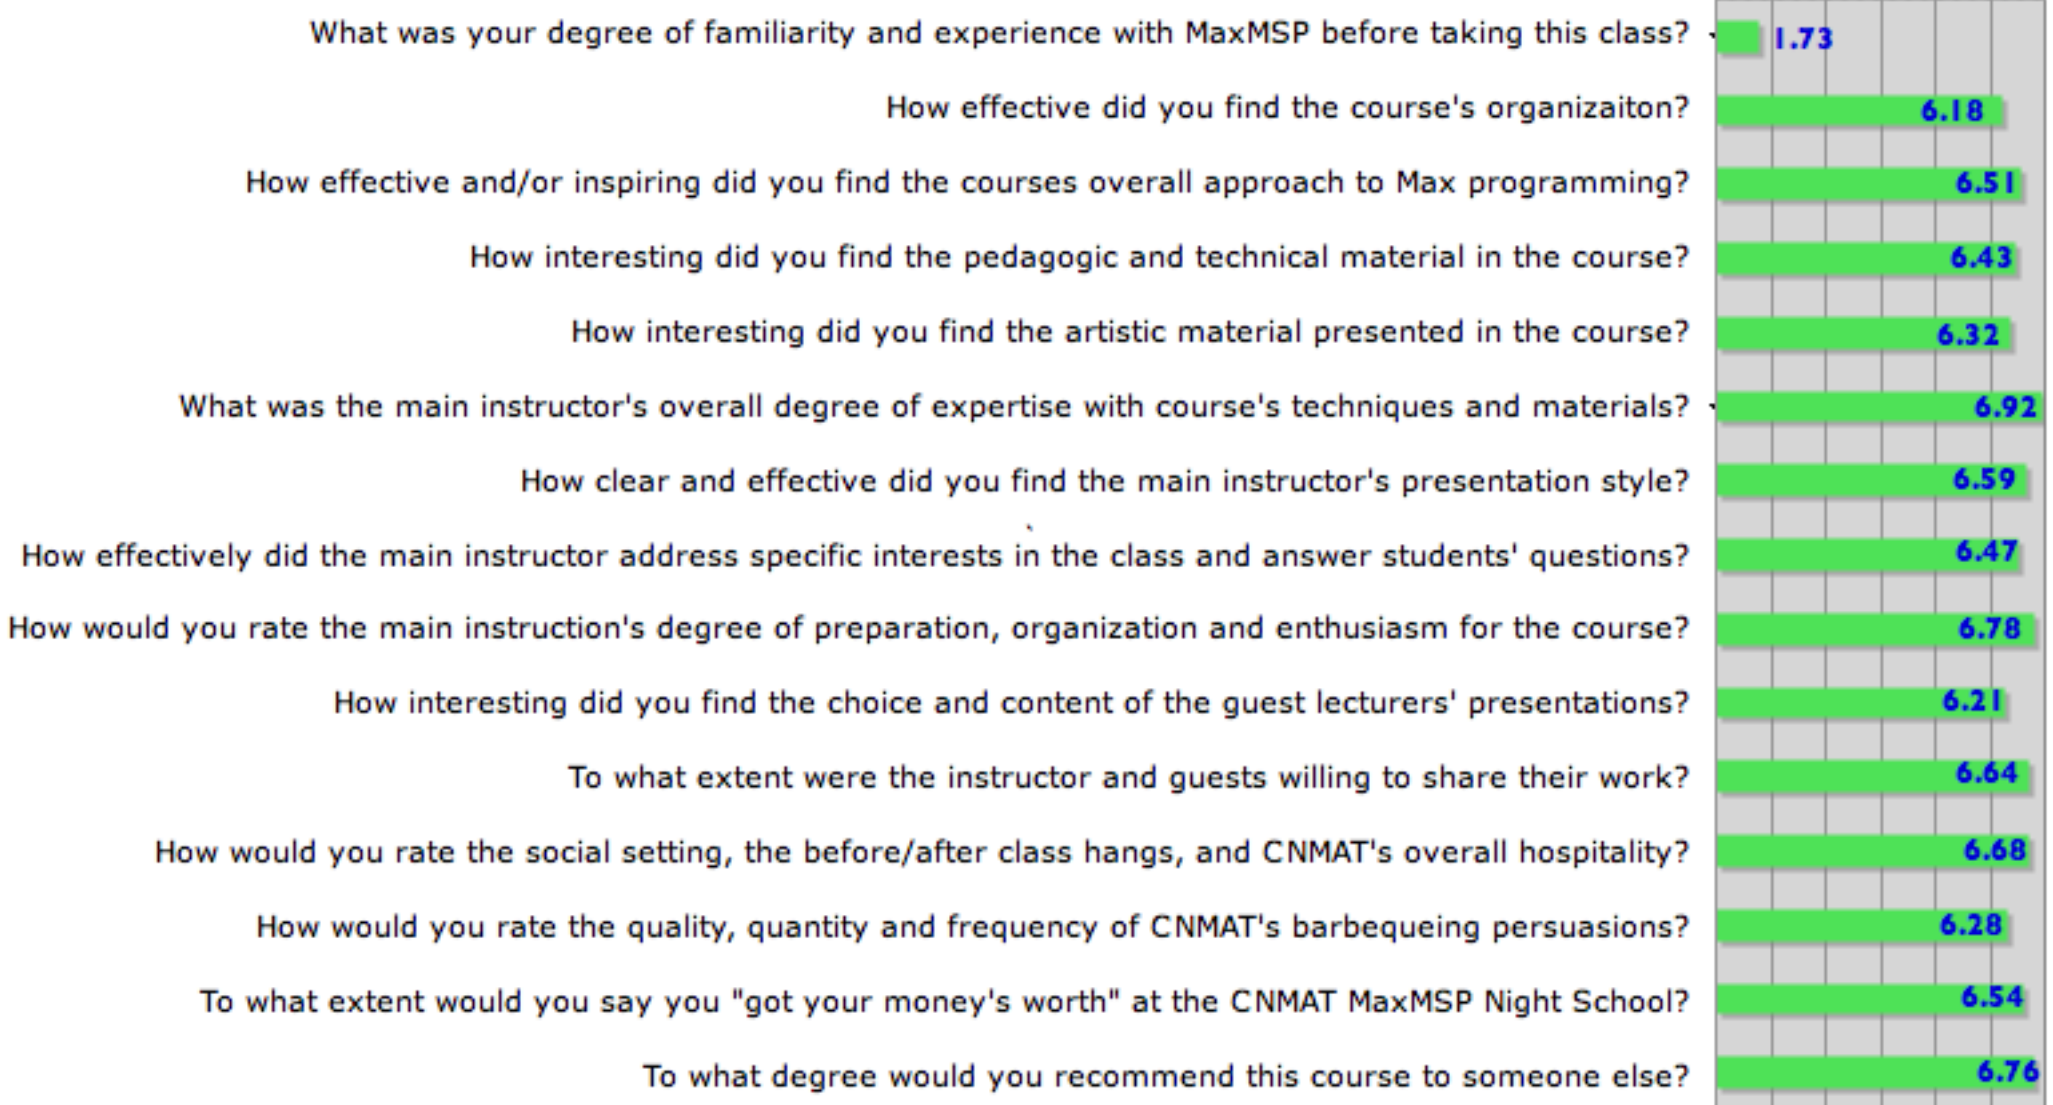 What was your degree of familiarity and experience with MaxMSP before taking this class? 1.73
How effective did you find the course's organizaiton? 6.18
How effective and/or inspiring did you find the courses overall approach to Max programming? 6.51
How interesting did you find the pedagogic and technical material in the course? 6.43
How interesting did you find the artistic material presented in the course? 6.32
What was the main instructor's overall degree of expertise with course's techniques and materials? 6.92
How clear and effective did you find the main instructor's presentation style? 6.59
How effectively did the main instructor address specific interests in the class and answer students' questions? 6.47
How would you rate the main instruction's degree of preparation, organization and enthusiasm for the course? 6.78
How interesting did you find the choice and content of the guest lecturers' presentations? 6.21
To what extent were the instructor and guests willing to share their work? 6.64
How would you rate the social setting, the before/after class hangs, and CNMAT's overall hospitality? 6.68
How would you rate the quality, quantity and frequency of CNMAT's barbequeing persuasions? 6.28
To what extent would you say you "got your money's worth" at the CNMAT MaxMSP Night School? 6.54
To what degree would you recommend this course to someone else? 6.76